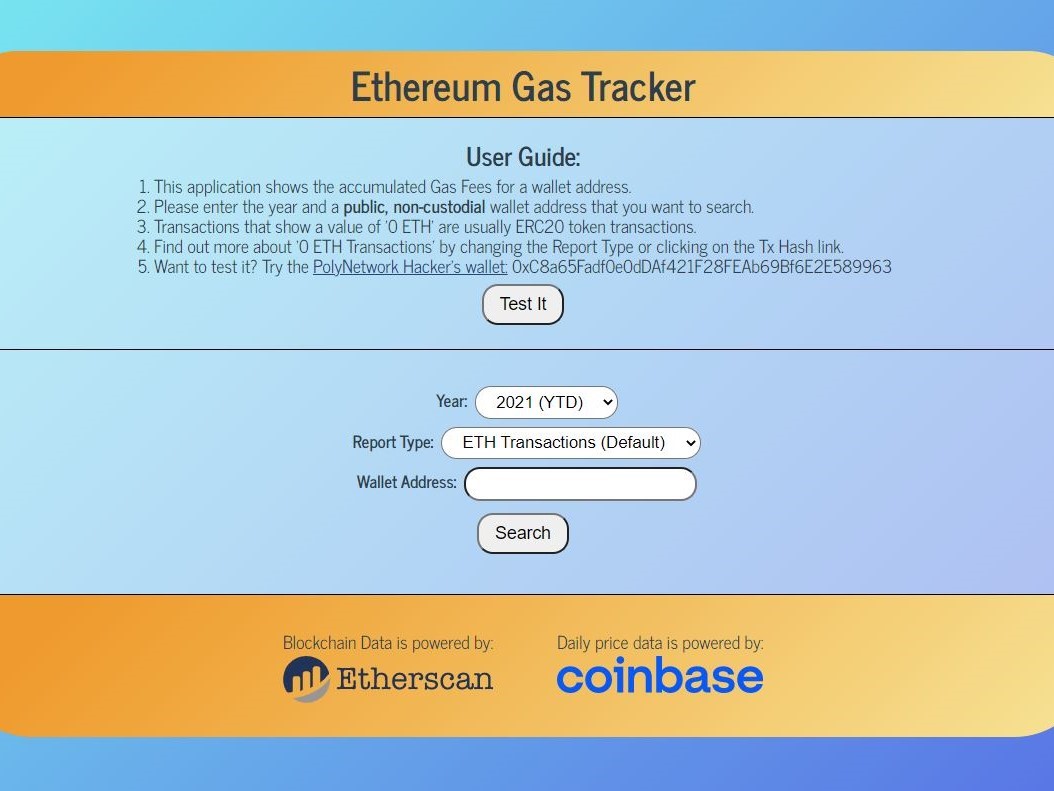 Ethereum Gas Tracker
User Guide:
1. This application shows the accumulated Gas Fees for a wallet address.
2. Please enter the year and a public, non-custodial wallet address that you want to search.
3. Transactions that show a value of '0 ETH' are usually ERC20 token transactions.
4. Find out more about '0 ETH Transactions' by changing the Report Type or clicking on the Tx Hash link.
5. Want to test it? Try the PolyNetwork Hacker's wallet: 0xC8a65Fadf0e0dDAf421F28FEAb69Bf6E2E589963
Test It
Year: 2021 (YTD)
Report Type: ETH Transactions (Default)
Wallet Address:
Search
Blockchain Data is powered by:
Etherscan
Daily price data is powered by:
coinbase